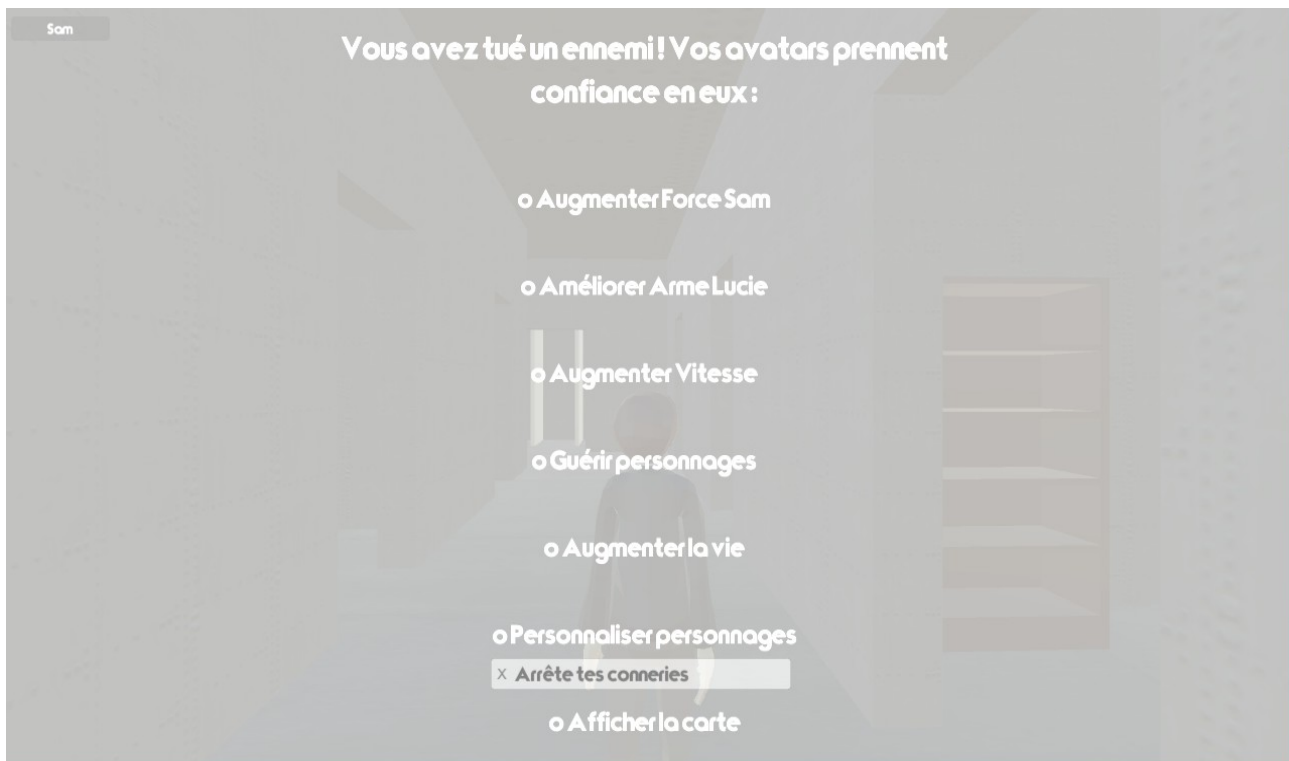 Sam
Vous avez tué un ennemi! Vos avatars prennent
confiance en eux :
o Augmenter Force Sam
o Améliorer Arme Lucie
o Augmenter Vitesse
o Guérir personnages
o Augmenter la vie
o Personnaliser personnages
x Arrête tes conneries
o Afficher la carte